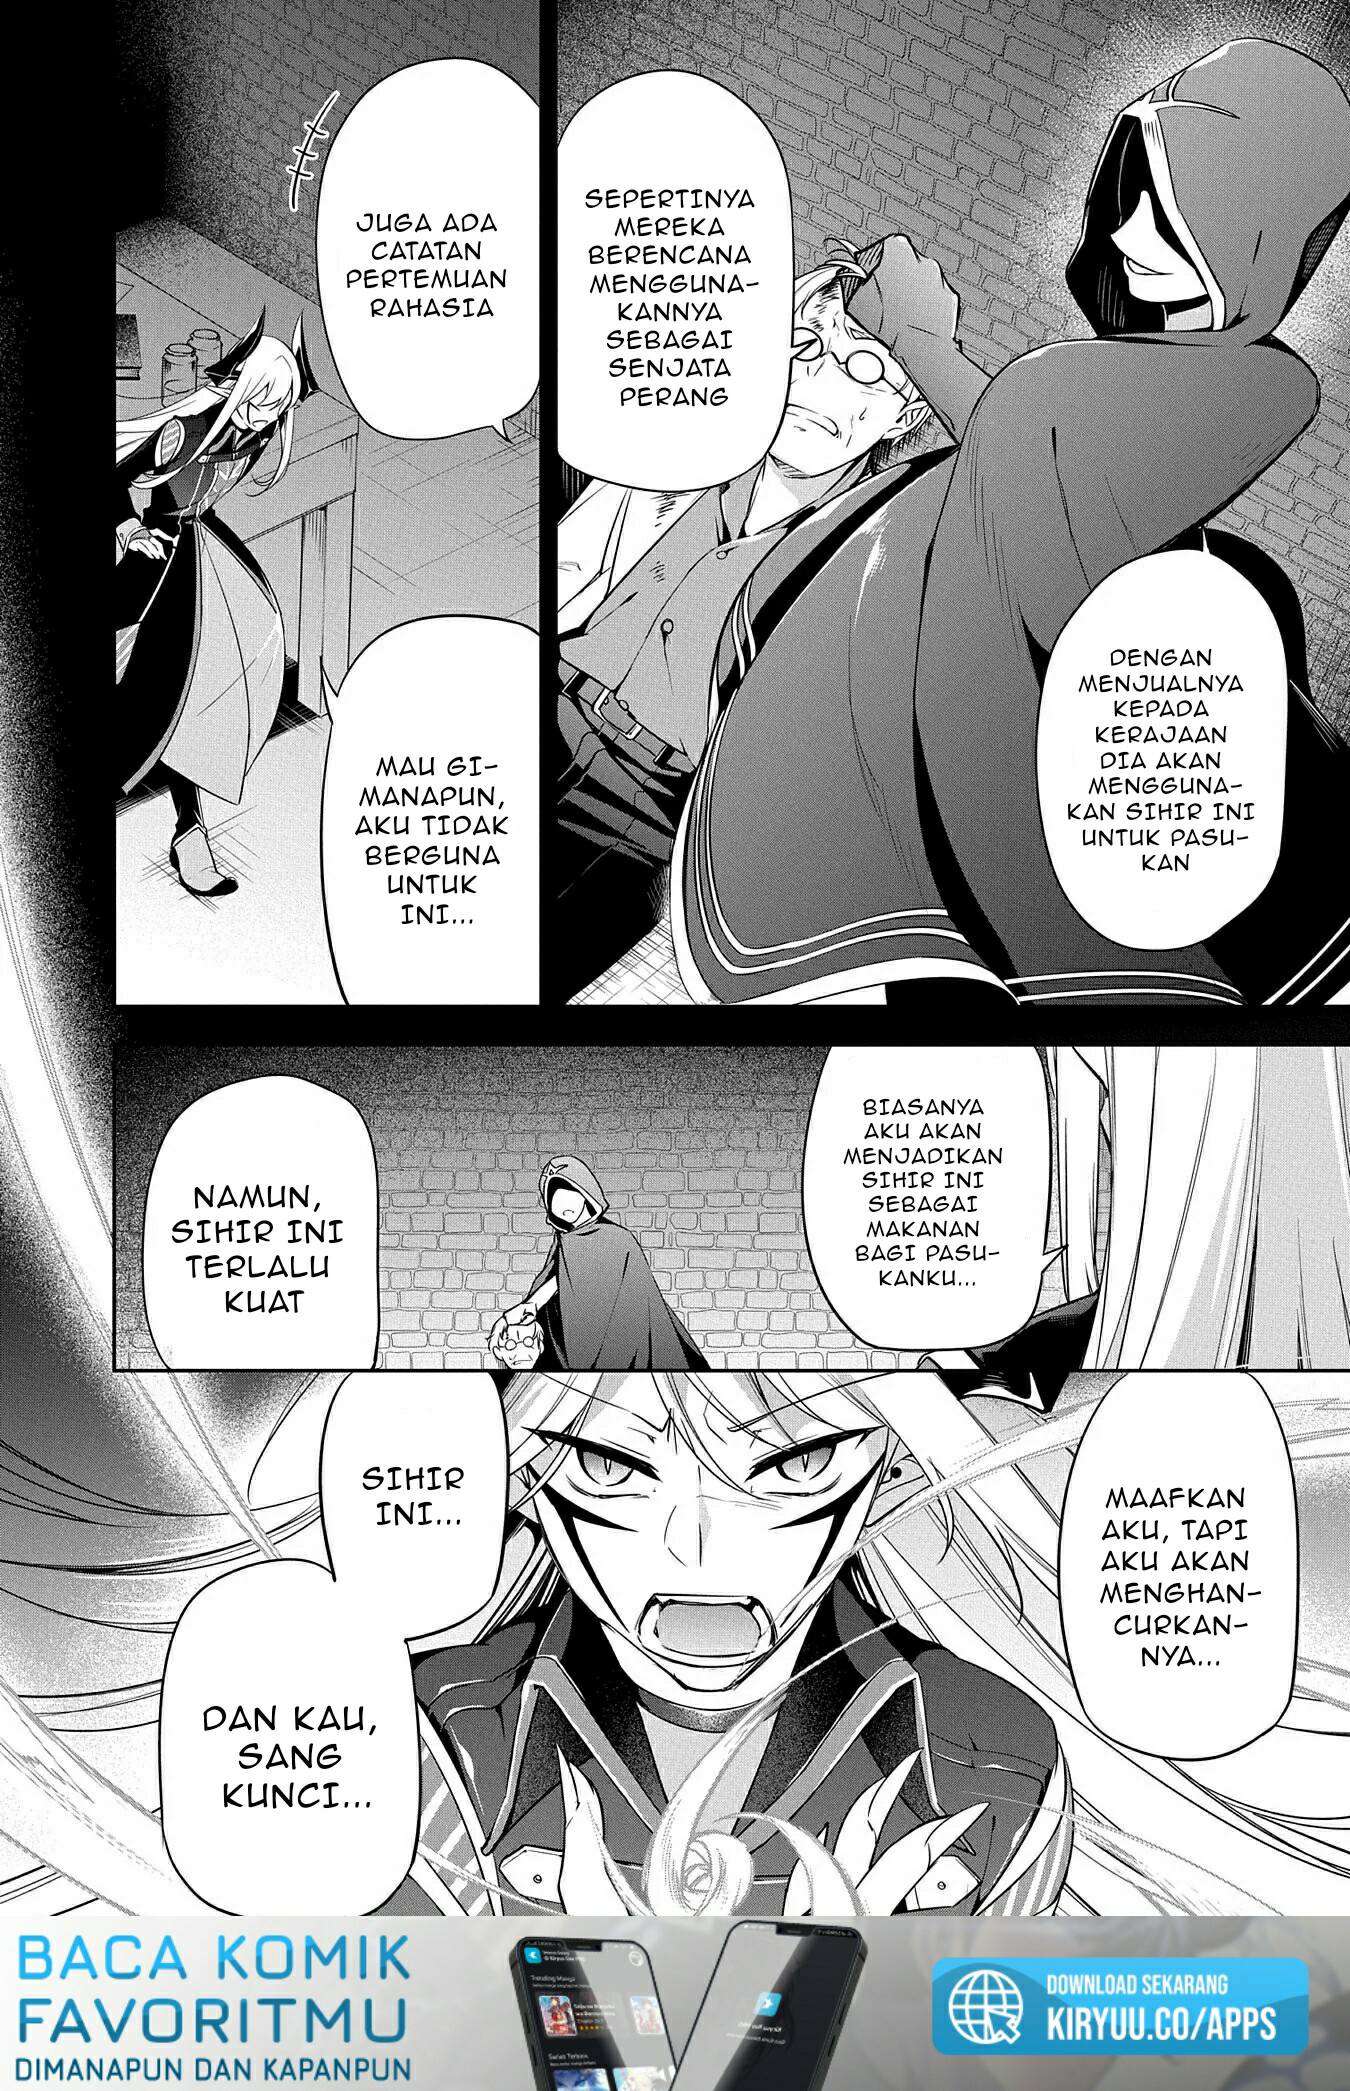 SEPERTINYA
MEREKA
BERENCANA
MENGGUNA-
KANNYA
SEBAGAI
SENJATA
PERANG
DENGAN
MENJUALNYA
KEPADA
KERAJAAN
DIA AKAN
MENGGUNA-
KAN SIHIR INI
UNTUK PASU-
KAN
JUGA ADA
CATATAN
PERTEMUAN
RAHASIA
MAU GI-
MANAPUN,
AKU TIDAK
BERGUNA
UNTUK
INI...
BIASANYA
AKU AKAN
MENJADIKAN
SIHIR INI
SEBAGAI
MAKANAN
BAGI PASU-
KANKU...
NAMUN,
SIHIR INI
TERLALU
KUAT
MAAFKAN
AKU, TAPI
AKU AKAN
MENGHAN-
CURKAN-
NYA...
SIHIR
INI...
DAN KAU,
SANG
KUNCI...
BACA KOMIK
FAVORITMU
DIMANAPUN DAN KAPANPUN
Trending Manga
DOWNLOAD SEKARANG
KIRYUU.CO/APPS